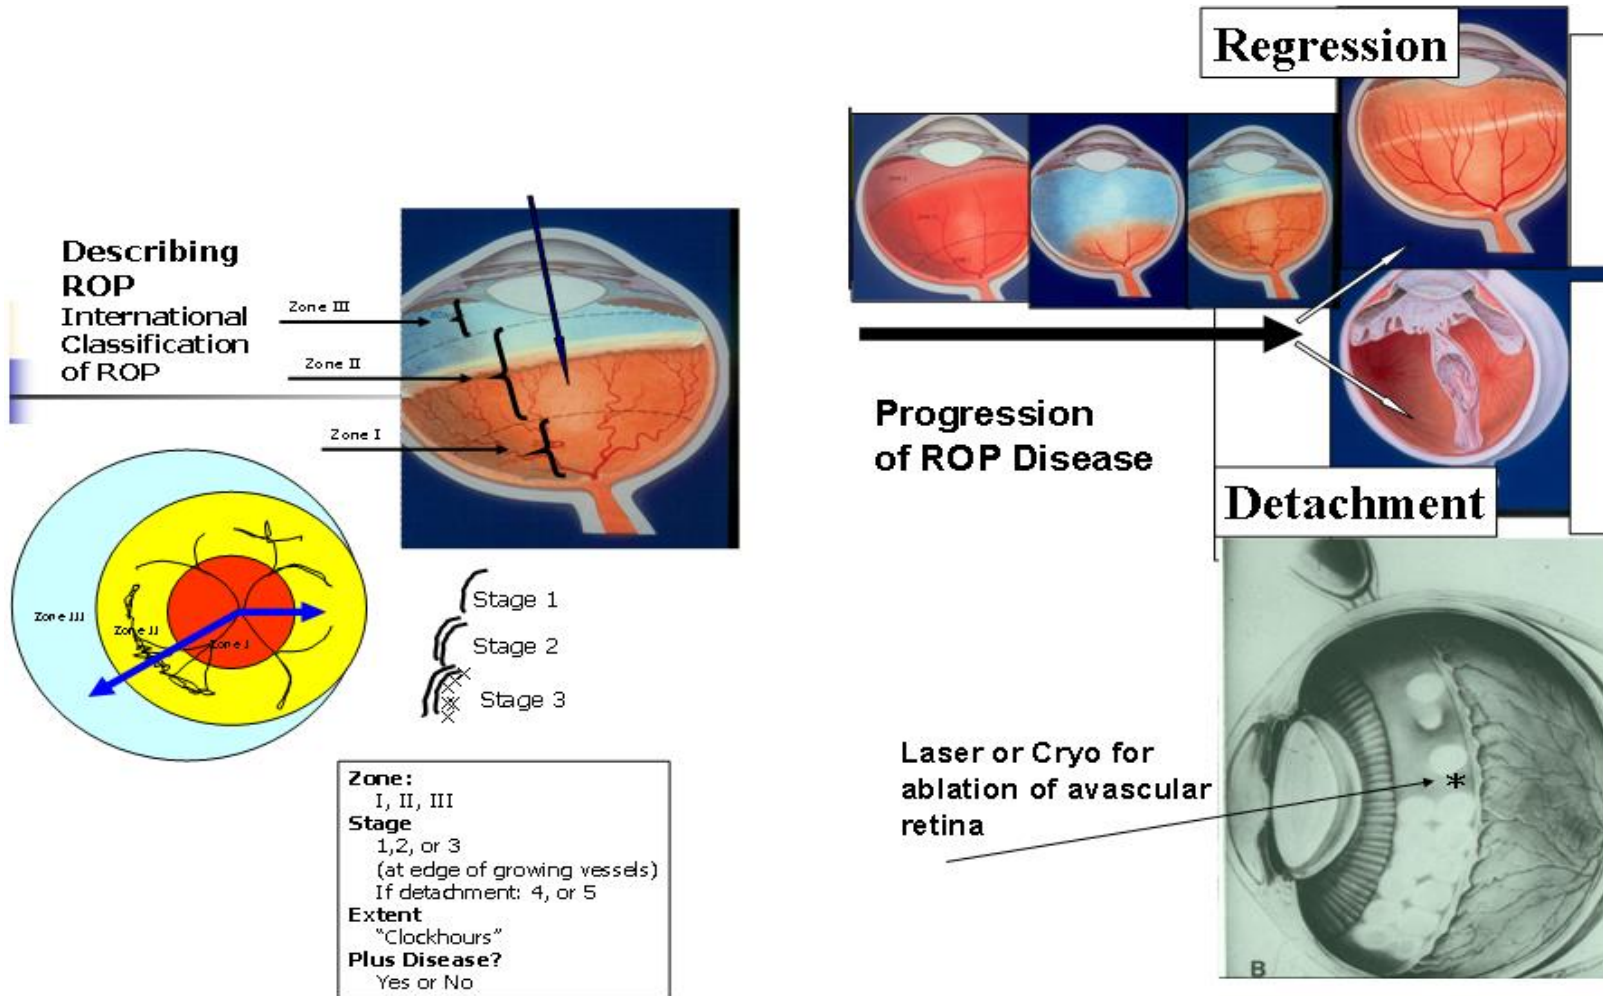 Describing
ROP
International
Classification
of ROP
Zone III
Zone II
Zone I
Zone III
Zone II
Zone I
Stage 1
Stage 2
Stage 3
Zone:
I, II, III
Stage
1,2, or 3
(at edge of growing vessels)
If detachment: 4, or 5
Extent
"Clockhours"
Plus Disease?
Yes or No
Regression
Progression
of ROP Disease
Detachment
Laser or Cryo for
ablation of avascular
retina
*
B